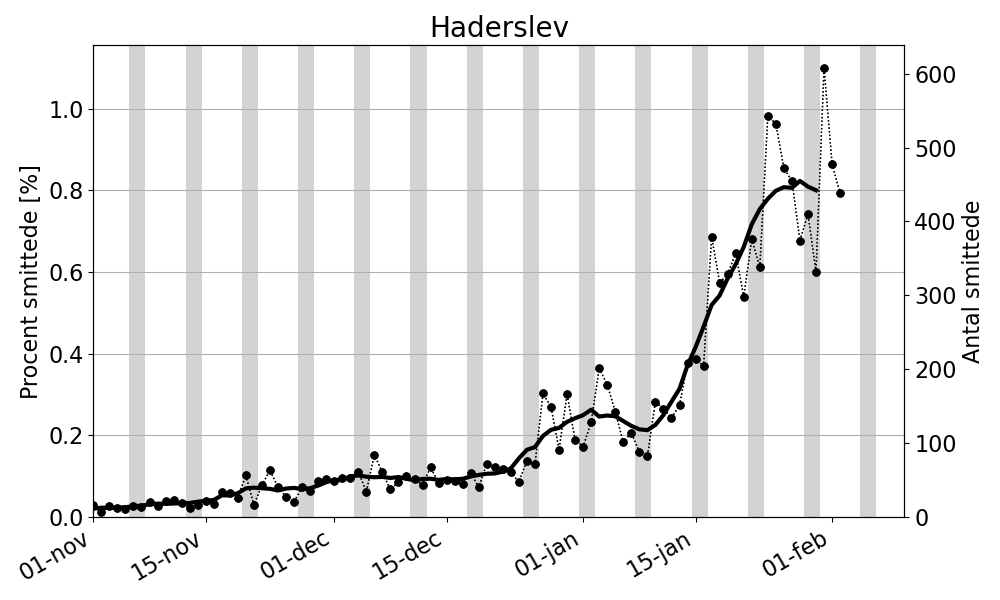 Haderslev
Procent smittede [%]
1.0
0.8
0.6
0.4
0.2
0.0
600
500
400
300
200
100
0
Antal smittede
01-nov
15-nov
01-dec
15-dec
01-jan
15-jan
01-feb